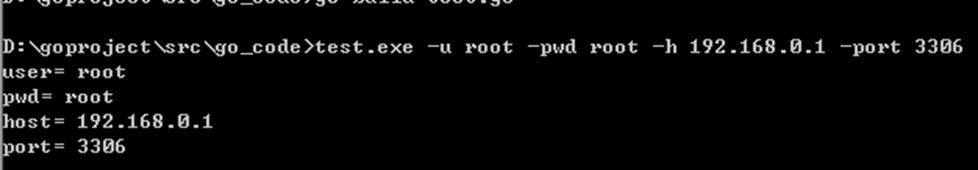 D:\goproject\src\go_code>test.exe -u root -pwd root -h 192.168.0.1 -port 3306
user= root
pwd= root
host= 192.168.0.1
port= 3306